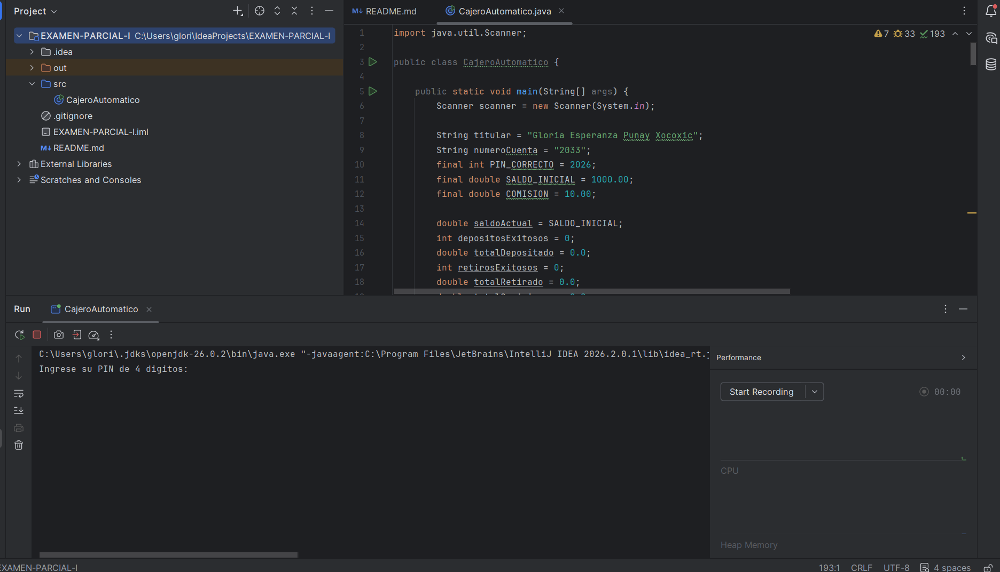 Project
EXAMEN-PARCIAL-I C:\Users\glori\IdeaProjects\EXAMEN-PARCIAL-I
.idea
out
src
CajeroAutomatico
.gitignore
EXAMEN-PARCIAL-I.iml
M↓ README.md
External Libraries
Scratches and Consoles
M↓ README.md
CajeroAutomatico.java
7 33 193
1 import java.util.Scanner;
2
3 public class CajeroAutomatico {
4
5 public static void main(String[] args) {
6 Scanner scanner = new Scanner(System.in);
7
8 String titular = "Gloria Esperanza Punay Xocoxic";
9 String numeroCuenta = "2033";
10 final int PIN_CORRECTO = 2026;
11 final double SALDO_INICIAL = 1000.00;
12 final double COMISION = 10.00;
13
14 double saldoActual = SALDO_INICIAL;
15 int depositosExitosos = 0;
16 double totalDepositado = 0.0;
17 int retirosExitosos = 0;
18 double totalRetirado = 0.0;
Run CajeroAutomatico
C:\Users\glori\.jdks\openjdk-26.0.2\bin\java.exe "-javaagent:C:\Program Files\JetBrains\IntelliJ IDEA 2026.2.0.1\lib\idea_rt.j
Ingrese su PIN de 4 digitos:
Performance
Start Recording
00:00
CPU
Heap Memory
EXAMEN-PARCIAL-I
193:1 CRLF UTF-8 4 spaces